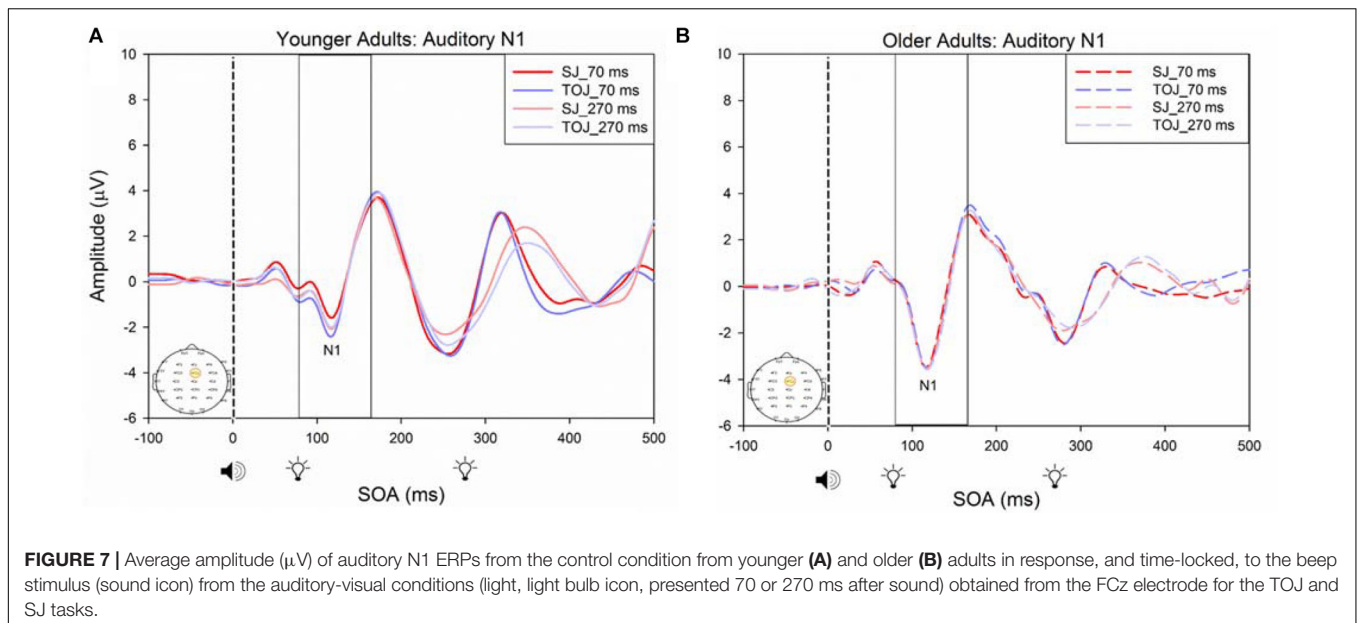 A
Younger Adults: Auditory N1
SJ_70 ms
TOJ_70 ms
SJ_270 ms
TOJ_270 ms
Amplitude (μV)
10
8
6
4
2
0
-2
-4
-6
N1
-100
0
100
200
300
400
500
SOA (ms)
B
Older Adults: Auditory N1
SJ_70 ms
TOJ_70 ms
SJ_270 ms
TOJ_270 ms
10
8
6
4
2
0
-2
-4
-6
N1
-100
0
100
200
300
400
500
SOA (ms)
FIGURE 7 | Average amplitude (μV) of auditory N1 ERPs from the control condition from younger (A) and older (B) adults in response, and time-locked, to the beep
stimulus (sound icon) from the auditory-visual conditions (light, light bulb icon, presented 70 or 270 ms after sound) obtained from the FCz electrode for the TOJ and
SJ tasks.